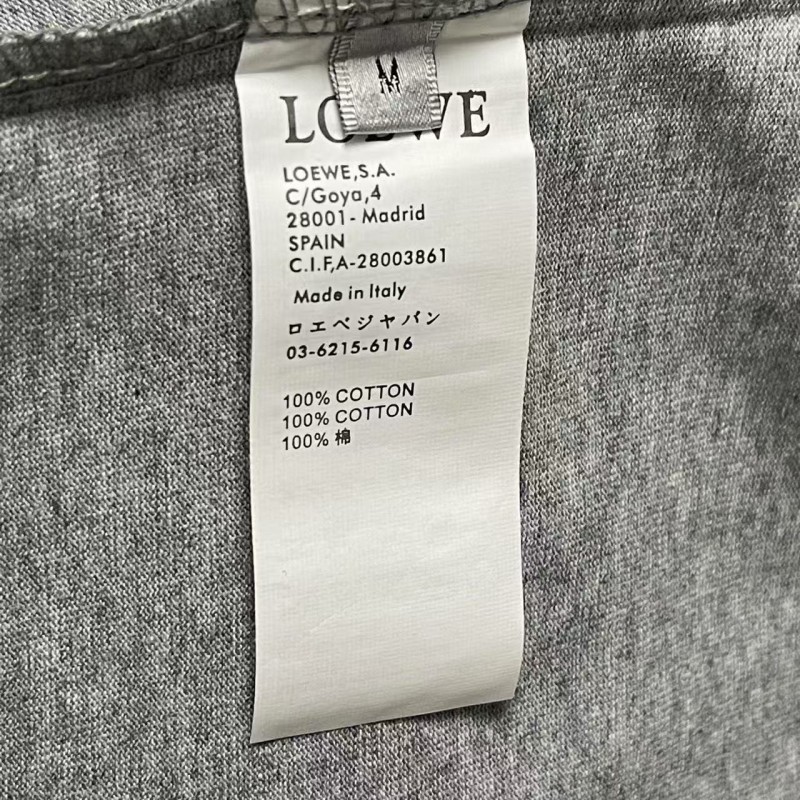 M
LOEWE
LOEWE,S.A.
C/Goya,4
28001- Madrid
SPAIN
C.I.F,A-28003861
Made in Italy
ロエベジャパン
03-6215-6116
100% COTTON
100% COTTON
100% 棉